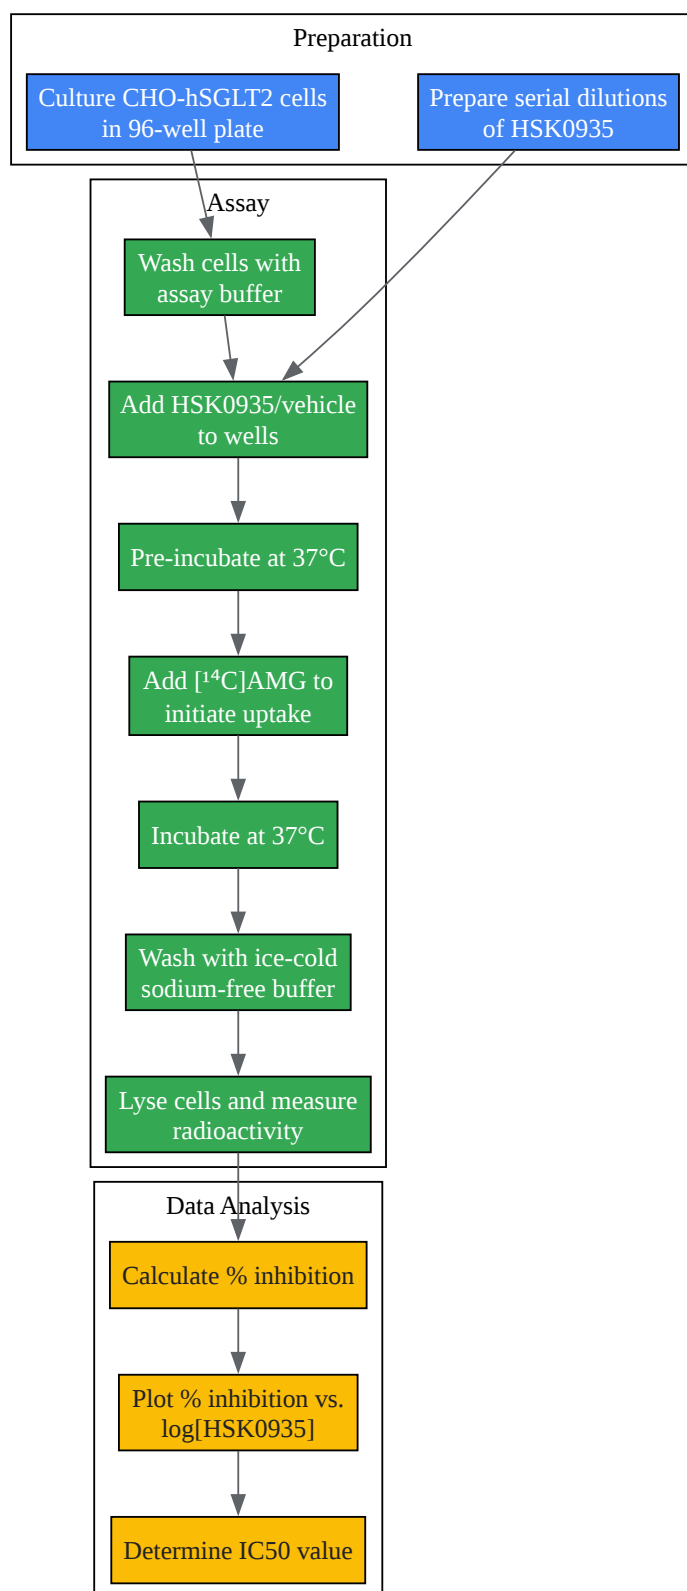 Preparation
Culture CHO-hSGLT2 cells
in 96-well plate
Prepare serial dilutions
of HSK0935
Assay
Wash cells with
assay buffer
Add HSK0935/vehicle
to wells
Pre-incubate at 37°C
Add [¹⁴C]AMG to
initiate uptake
Incubate at 37°C
Wash with ice-cold
sodium-free buffer
Lyse cells and measure
radioactivity
Data Analysis
Calculate % inhibition
Plot % inhibition vs.
log[HSK0935]
Determine IC50 value